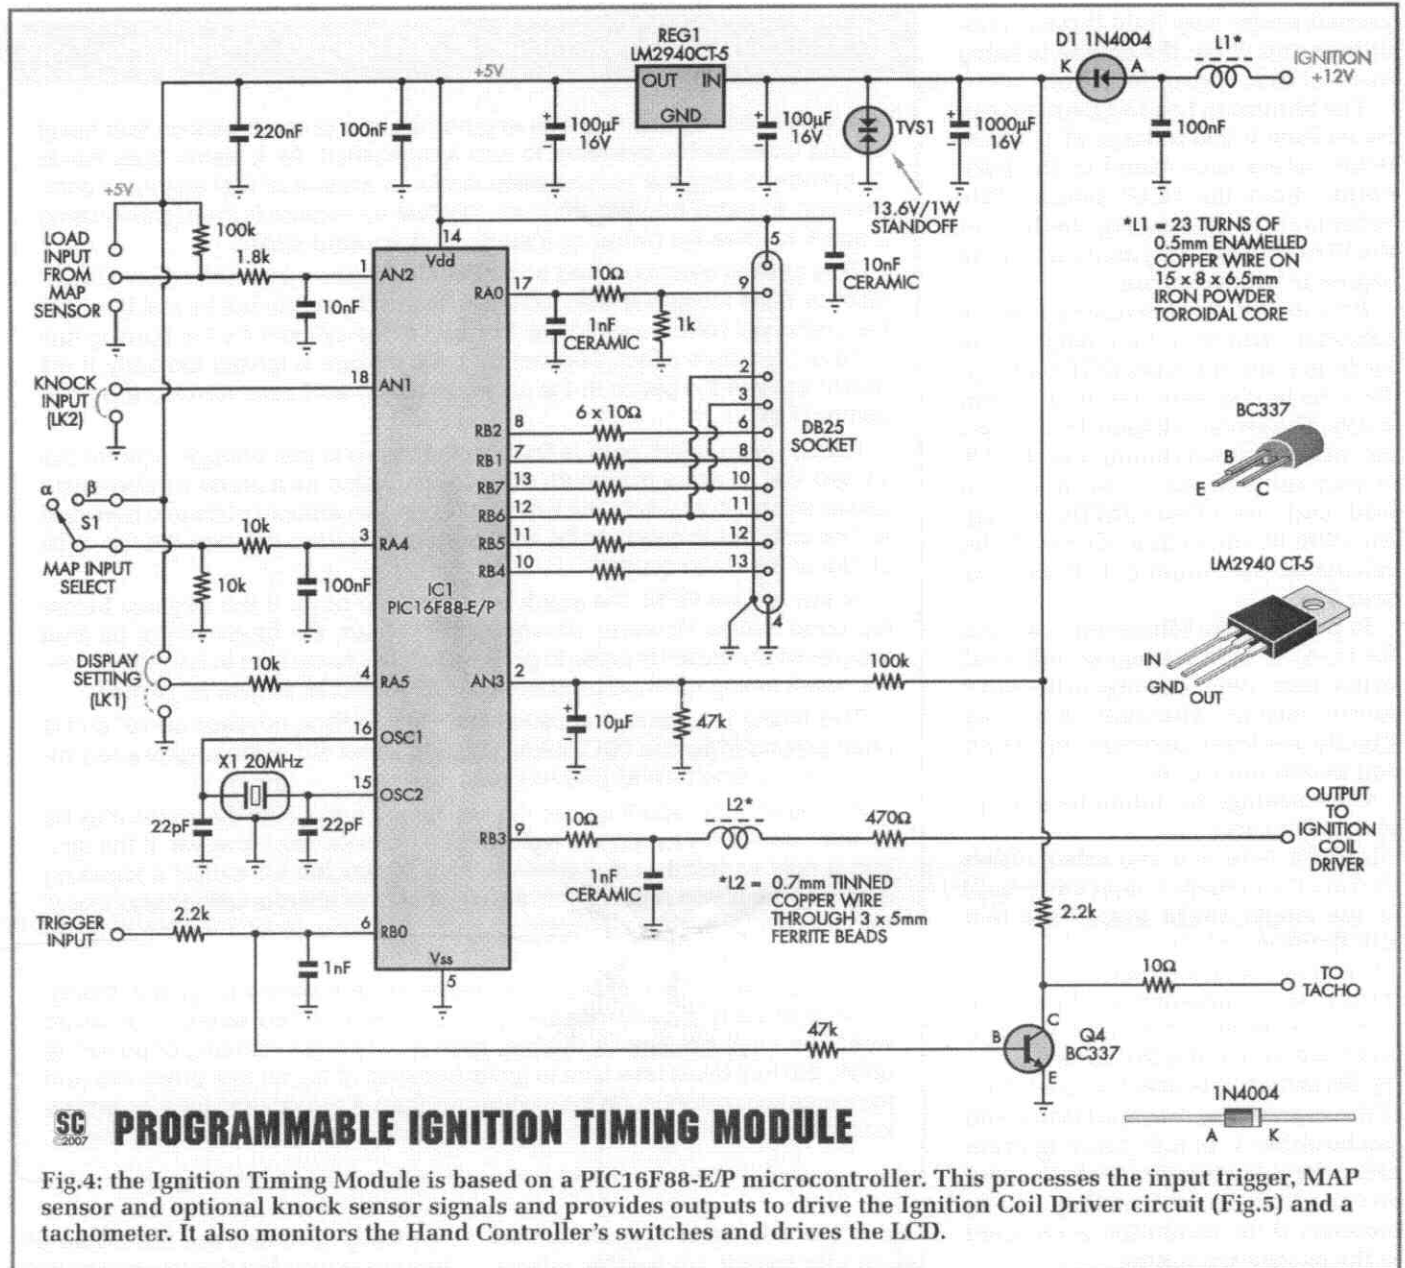 REG1
LM2940CT-5
OUT IN
GND
+5V
D1 1N4004
K
A
L1*
IGNITION
+12V
220nF
100nF
+
100µF
16V
+
100µF
16V
TVS1
+
1000µF
16V
100nF
13.6V/1W
STANDOFF
*L1 = 23 TURNS OF
0.5mm ENAMELLED
COPPER WIRE ON
15 x 8 x 6.5mm
IRON POWDER
TOROIDAL CORE
+5V
LOAD
INPUT
FROM
MAP
SENSOR
100k
1.8k
10nF
AN2
14
Vdd
RA0
17
10Ω
1nF
CERAMIC
1k
5
9
10nF
CERAMIC
KNOCK
INPUT
(LK2)
18
AN1
2
3
6
8
10
11
12
13
4
DB25
SOCKET
6 x 10Ω
RB2
8
RB1
7
RB7
13
RB6
12
RB5
11
RB4
10
BC337
B
E
C
LM2940 CT-5
IN
GND
OUT
α
β
S1
MAP INPUT
SELECT
10k
10k
100nF
3
RA4
IC1
PIC16F88-E/P
DISPLAY
SETTING
(LK1)
10k
4
RA5
AN3
2
+
10µF
47k
100k
16
OSC1
X1 20MHz
15
OSC2
22pF
22pF
RB3
9
10Ω
1nF
CERAMIC
L2*
470Ω
*L2 = 0.7mm TINNED
COPPER WIRE
THROUGH 3 x 5mm
FERRITE BEADS
OUTPUT
TO
IGNITION
COIL
DRIVER
TRIGGER
INPUT
2.2k
6
RB0
1nF
Vss
5
2.2k
10Ω
TO
TACHO
47k
B
C
E
Q4
BC337
1N4004
A
K
SC
©2007
PROGRAMMABLE IGNITION TIMING MODULE
Fig.4: the Ignition Timing Module is based on a PIC16F88-E/P microcontroller. This processes the input trigger, MAP
sensor and optional knock sensor signals and provides outputs to drive the Ignition Coil Driver circuit (Fig.5) and a
tachometer. It also monitors the Hand Controller's switches and drives the LCD.